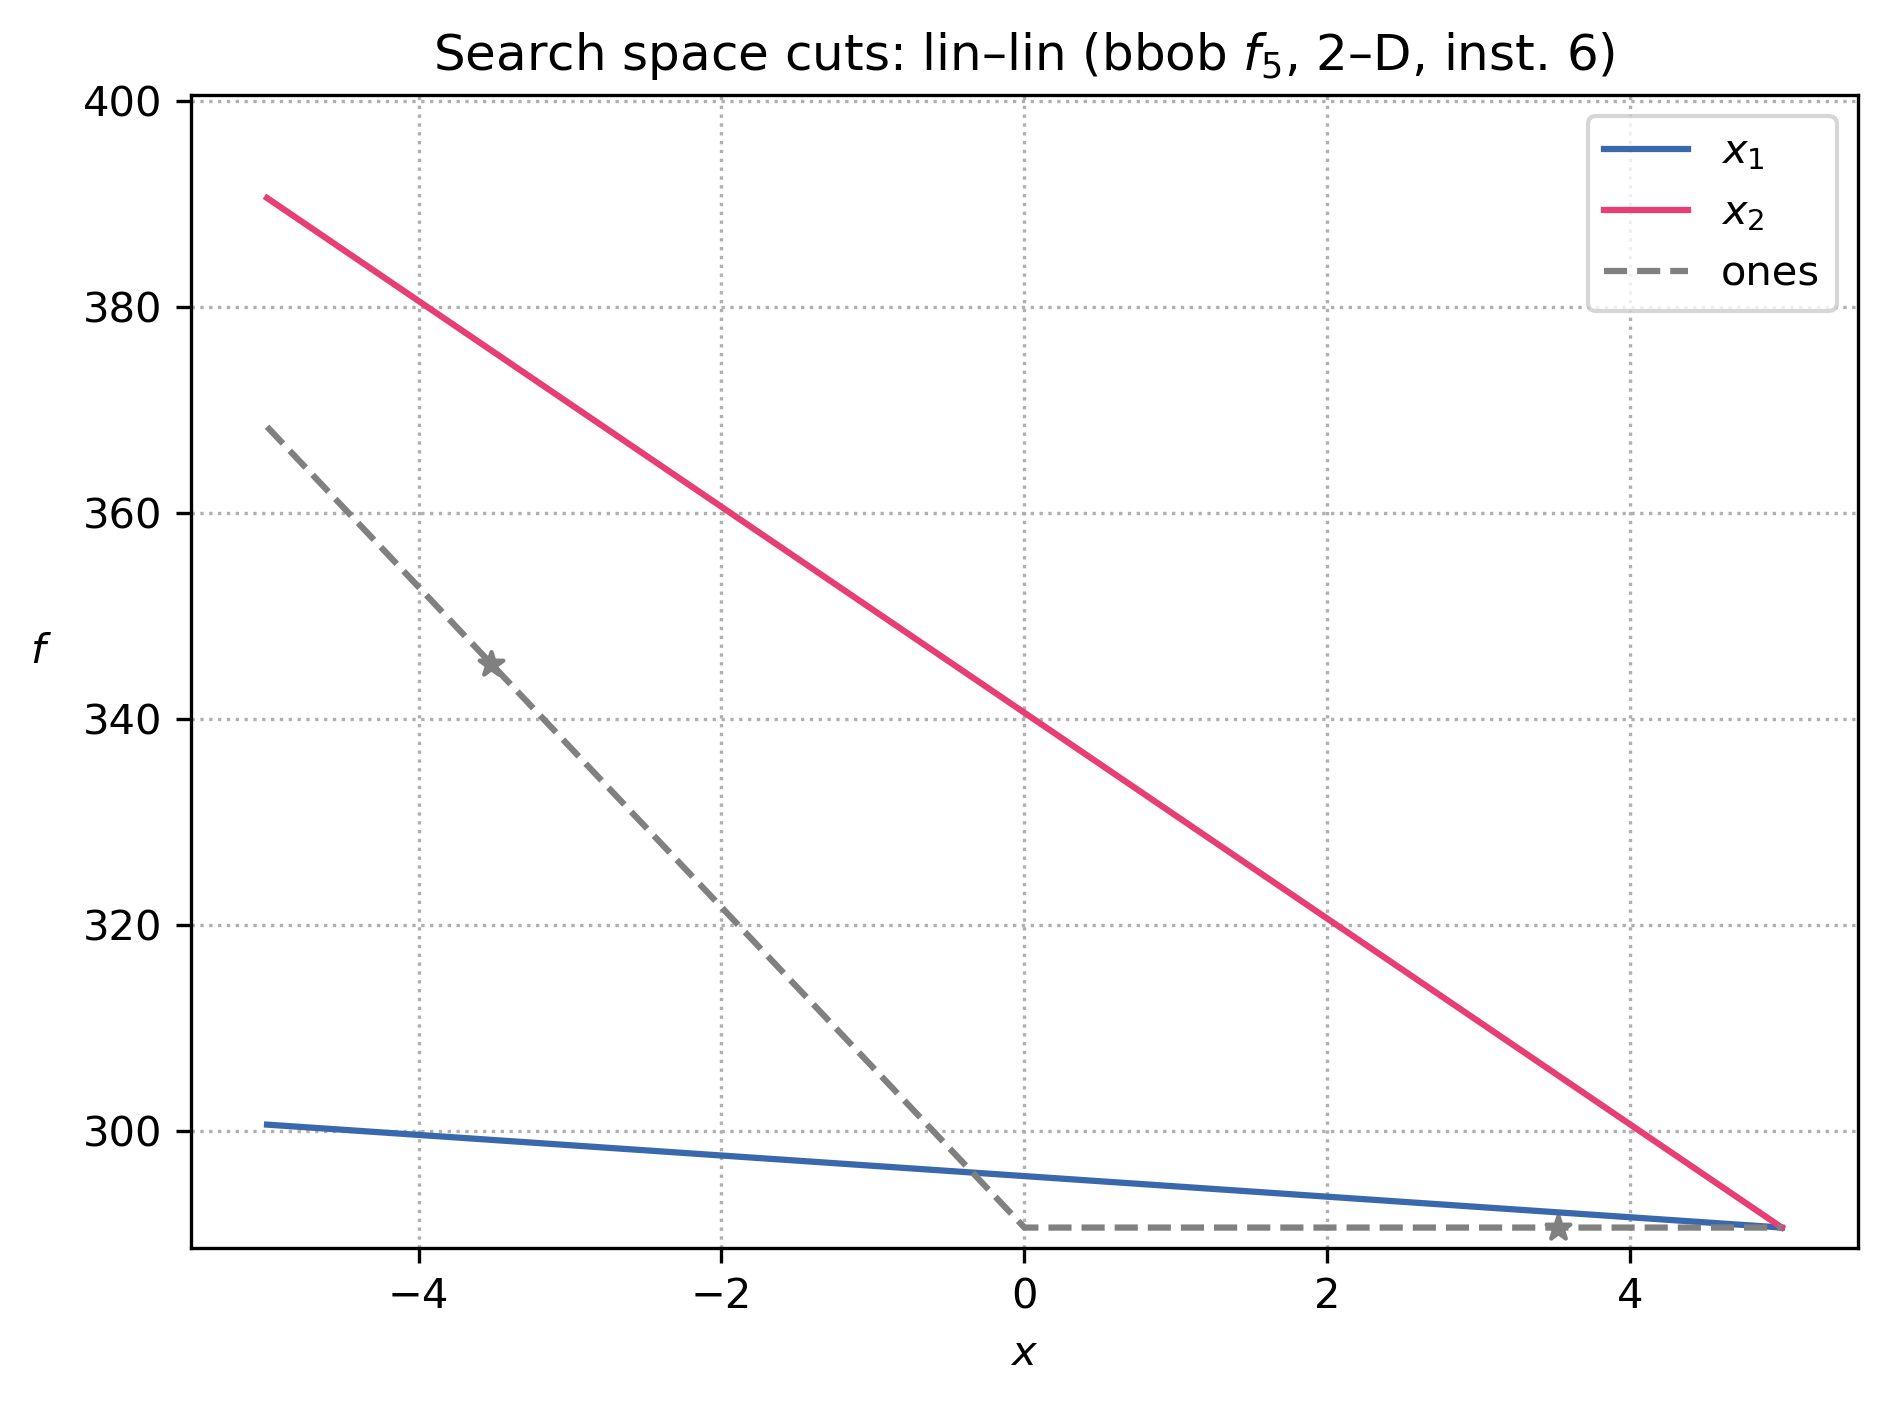 Search space cuts: lin–lin (bbob f₅, 2–D, inst. 6)
x₁
x₂
ones
f
400
380
360
340
320
300
−4
−2
0
2
4
x